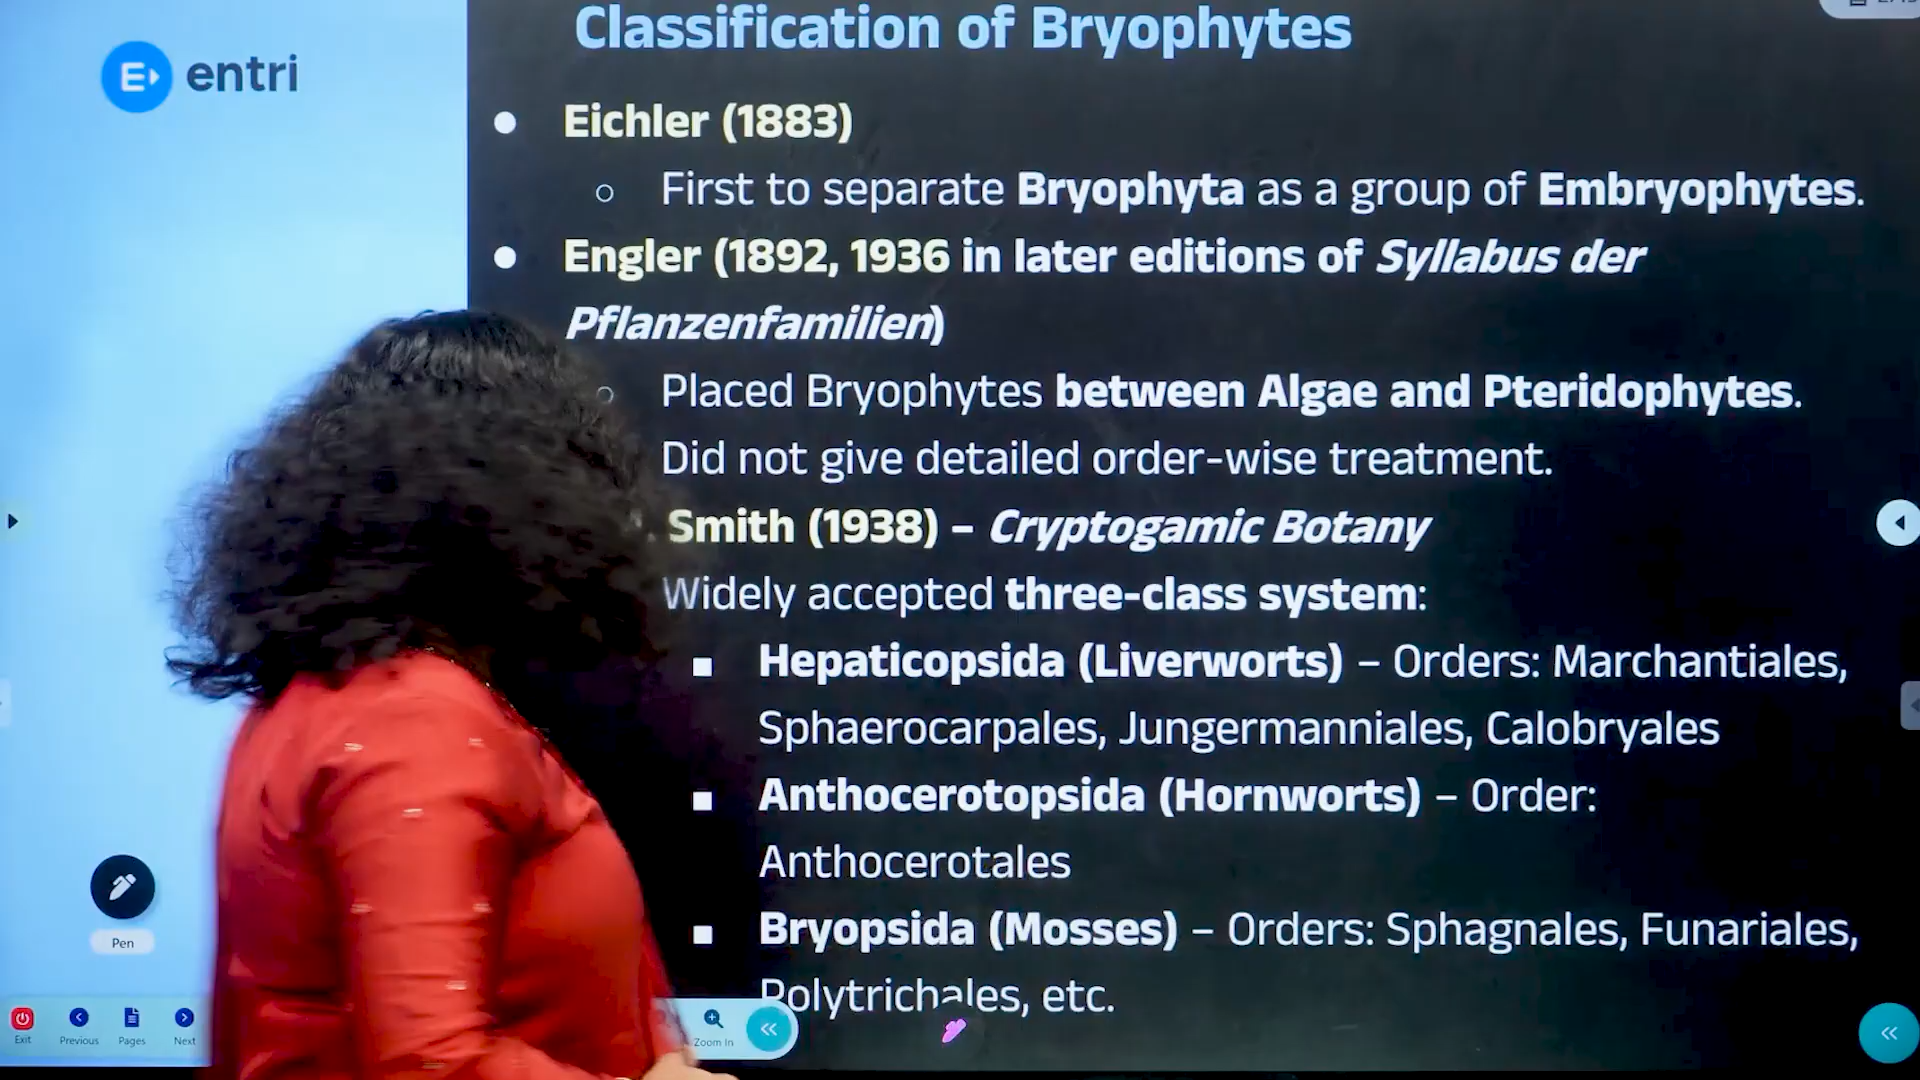 Classification of Bryophytes
E entri
● Eichler (1883)
○ First to separate Bryophyta as a group of Embryophytes.
● Engler (1892, 1936 in later editions of Syllabus der
Pflanzenfamilien)
○ Placed Bryophytes between Algae and Pteridophytes.
Did not give detailed order-wise treatment.
Smith (1938) – Cryptogamic Botany
Widely accepted three-class system:
■ Hepaticopsida (Liverworts) – Orders: Marchantiales,
Sphaerocarpales, Jungermanniales, Calobryales
■ Anthocerotopsida (Hornworts) – Order:
Anthocerotales
■ Bryopsida (Mosses) – Orders: Sphagnales, Funariales,
Polytrichales, etc.
Pen
Exit Previous Pages Next Zoom In